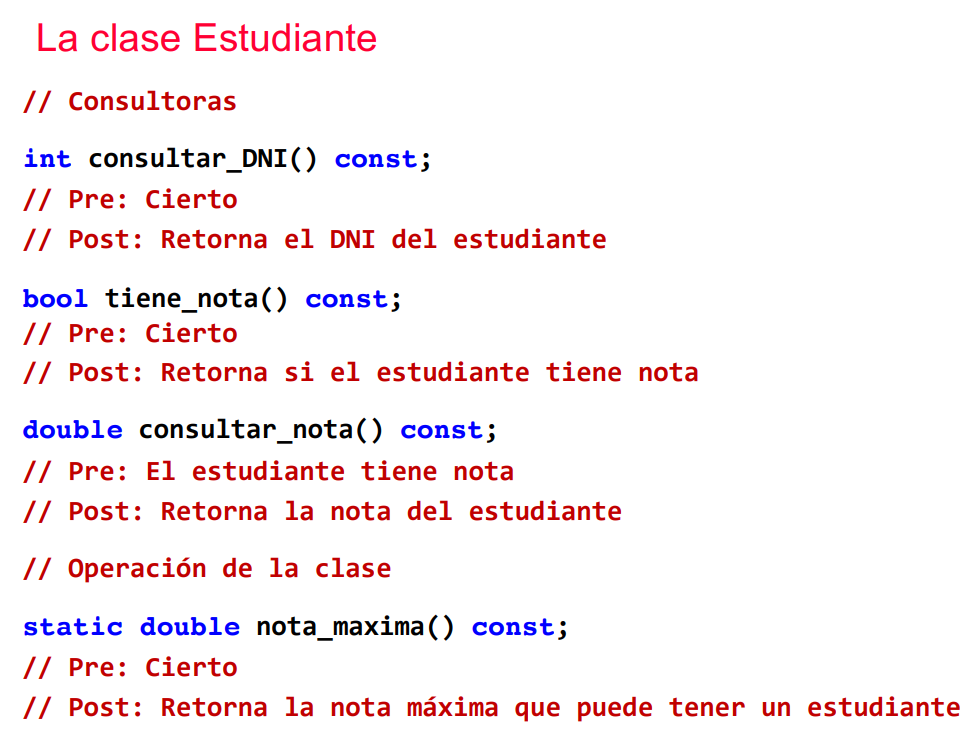 La clase Estudiante
// Consultoras
int consultar_DNI() const;
// Pre: Cierto
// Post: Retorna el DNI del estudiante
bool tiene_nota() const;
// Pre: Cierto
// Post: Retorna si el estudiante tiene nota
double consultar_nota() const;
// Pre: El estudiante tiene nota
// Post: Retorna la nota del estudiante
// Operación de la clase
static double nota_maxima() const;
// Pre: Cierto
// Post: Retorna la nota máxima que puede tener un estudiante